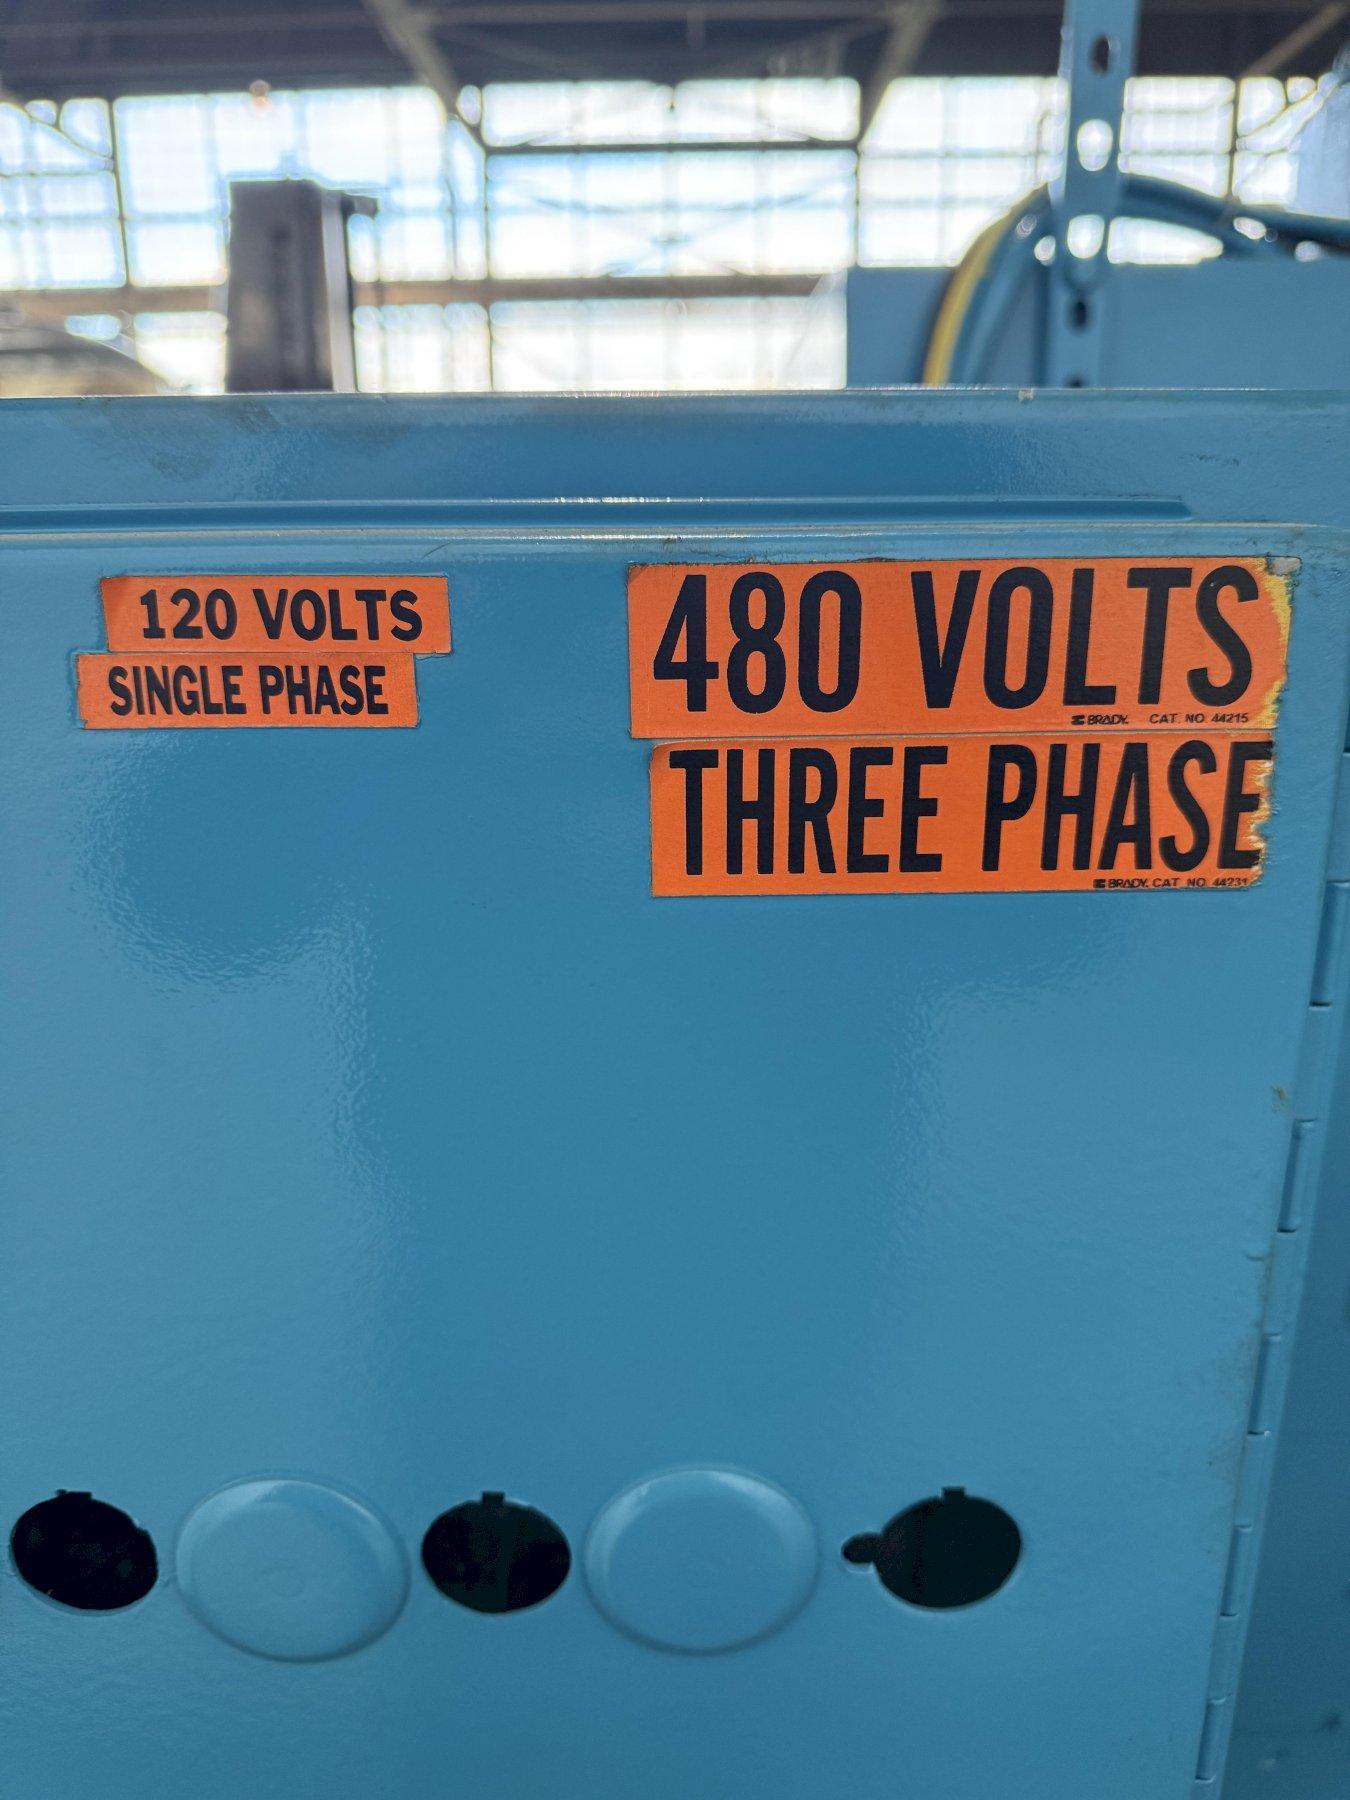 120 VOLTS
SINGLE PHASE
480 VOLTS
BRADY. CAT. NO. 44215
THREE PHASE
BRADY. CAT. NO. 44231